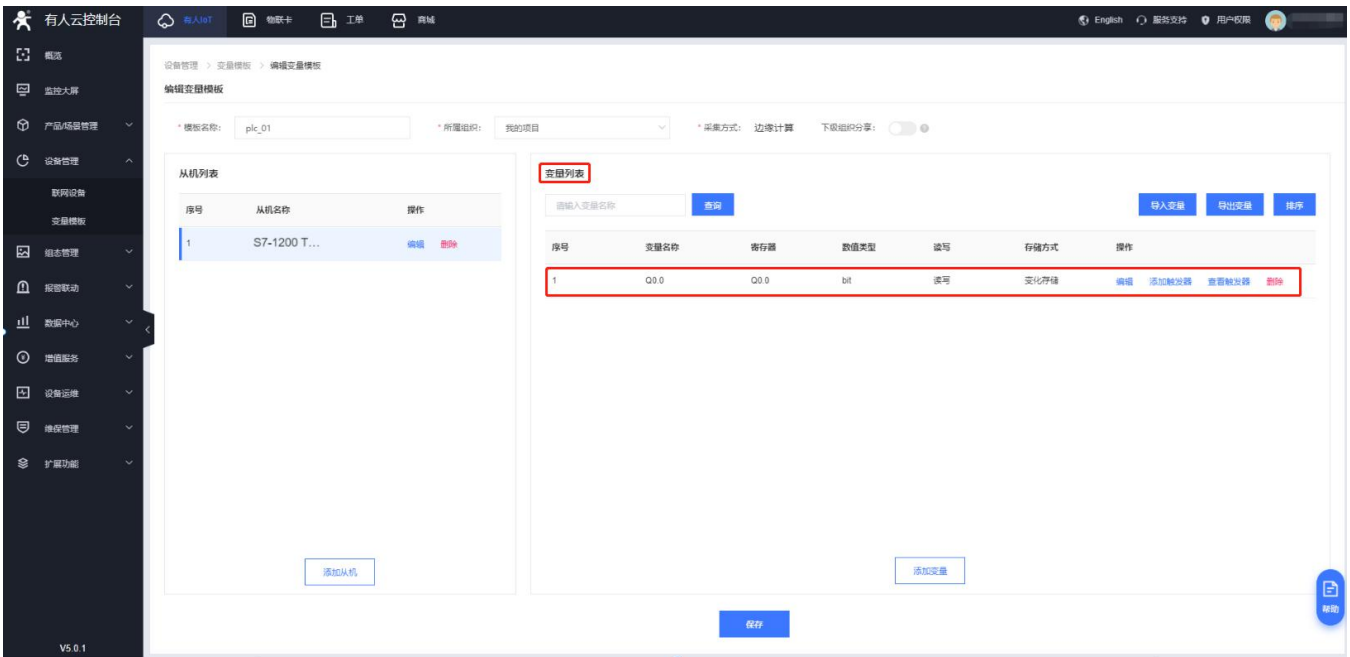 有人云控制台
有人IoT 物联卡 工单 商城 English 服务支持 用户权限
概览
监控大屏
产品/场景管理
设备管理
联网设备
变量模板
组态管理
报警联动
数据中心
增值服务
设备运维
维保管理
扩展功能
V5.0.1
设备管理 > 变量模板 > 编辑变量模板
编辑变量模板
* 模板名称: plc_01 * 所属组织: 我的项目 * 采集方式: 边缘计算 下级组织分享:
从机列表
序号 从机名称 操作
1 S7-1200 T... 编辑 删除
添加从机
变量列表
请输入变量名称 查询 导入变量 导出变量 排序
序号 变量名称 寄存器 数值类型 读写 存储方式 操作
1 Q0.0 Q0.0 bit 读写 变化存储 编辑 添加触发器 查看触发器 删除
添加变量
保存
帮助